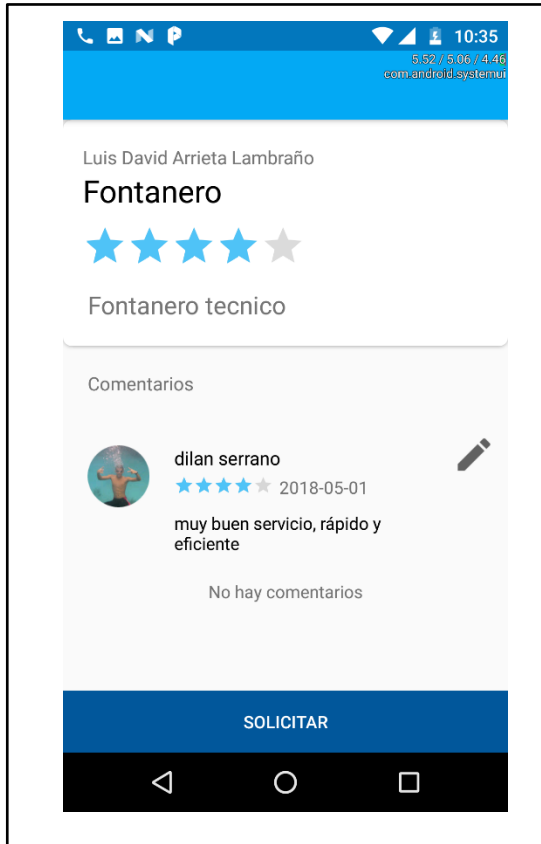 10:35
5.52 / 5.06 / 4.46
com.android.systemui
Luis David Arrieta Lambraño
Fontanero
Fontanero tecnico
Comentarios
dilan serrano
2018-05-01
muy buen servicio, rápido y
eficiente
No hay comentarios
SOLICITAR